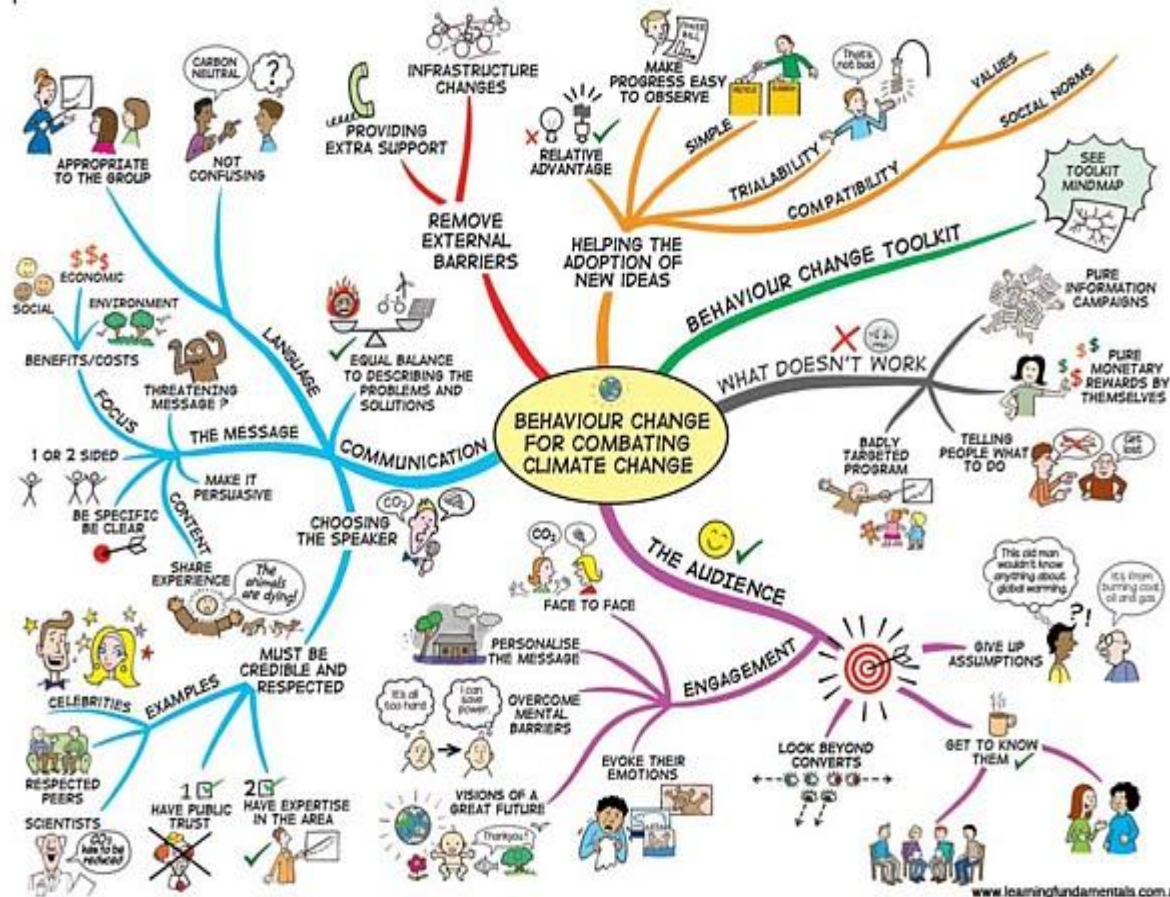 BEHAVIOUR CHANGE
FOR COMBATING
CLIMATE CHANGE
REMOVE
EXTERNAL
BARRIERS
PROVIDING
EXTRA SUPPORT
INFRASTRUCTURE
CHANGES
HELPING THE
ADOPTION OF
NEW IDEAS
RELATIVE
ADVANTAGE
MAKE
PROGRESS EASY
TO OBSERVE
POWER
BILL
SIMPLE
TRIALABILITY
That's
not bad
COMPATIBILITY
VALUES
SOCIAL NORMS
BEHAVIOUR CHANGE TOOLKIT
SEE
TOOLKIT
MINDMAP
WHAT DOESN'T WORK
PURE
INFORMATION
CAMPAIGNS
PURE
MONETARY
REWARDS BY
THEMSELVES
$ $ $ $
TELLING
PEOPLE WHAT
TO DO
Get
lost
BADLY
TARGETED
PROGRAM
THE AUDIENCE
GIVE UP
ASSUMPTIONS
This old man
wouldn't know
anything about
global warming.
?!
It's from
burning coal,
oil and gas.
GET TO KNOW
THEM
LOOK BEYOND
CONVERTS
ENGAGEMENT
FACE TO FACE
CO₂
PERSONALISE
THE MESSAGE
OVERCOME
MENTAL
BARRIERS
It's all
too hard
I can
save
power.
EVOKE THEIR
EMOTIONS
VISIONS OF A
GREAT FUTURE
Thankyou!
COMMUNICATION
EQUAL BALANCE
TO DESCRIBING THE
PROBLEMS AND
SOLUTIONS
LANGUAGE
APPROPRIATE
TO THE GROUP
NOT
CONFUSING
CARBON
NEUTRAL
?
THE MESSAGE
FOCUS
BENEFITS/COSTS
SOCIAL
$$$
ECONOMIC
ENVIRONMENT
THREATENING
MESSAGE?
1 OR 2 SIDED
MAKE IT
PERSUASIVE
BE SPECIFIC
BE CLEAR
CONTENT
SHARE
EXPERIENCE
The
animals
are dying!
CHOOSING
THE SPEAKER
CO₂
MUST BE
CREDIBLE AND
RESPECTED
EXAMPLES
CELEBRITIES
RESPECTED
PEERS
SCIENTISTS
CO₂
has to be
reduced
1
HAVE PUBLIC
TRUST
2
HAVE EXPERTISE
IN THE AREA
www.learningfundamentals.com.